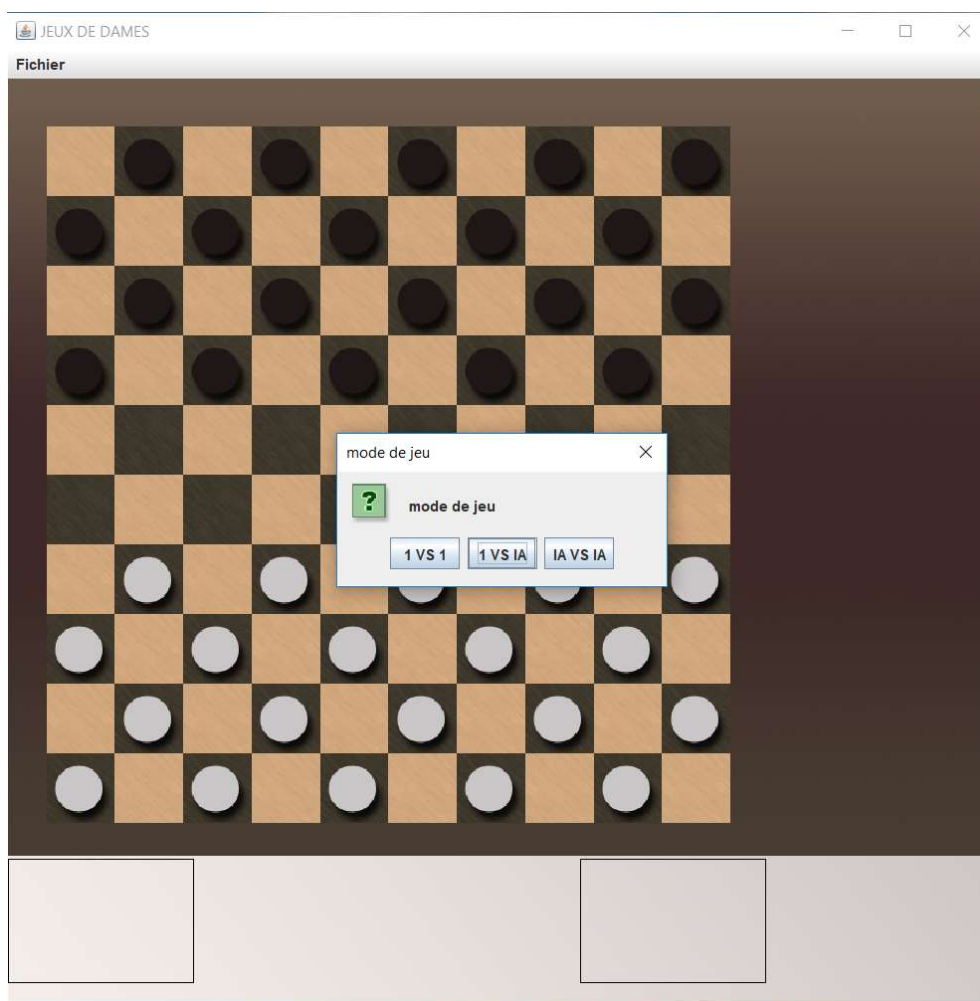 JEUX DE DAMES
Fichier
mode de jeu
? mode de jeu
1 VS 1 1 VS IA IA VS IA